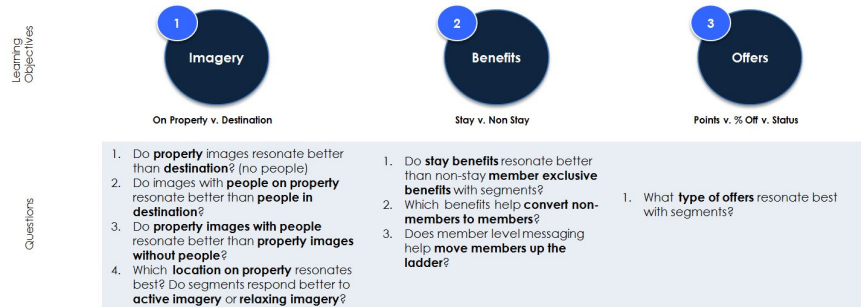 Learning
Objectives
1
Imagery
On Property v. Destination
2
Benefits
Stay v. Non Stay
3
Offers
Points v. % Off v. Status
Questions
1. Do property images resonate better
than destination? (no people)
2. Do images with people on property
resonate better than people in
destination?
3. Do property images with people
resonate better than property images
without people?
4. Which location on property resonates
best? Do segments respond better to
active imagery or relaxing imagery?
1. Do stay benefits resonate better
than non-stay member exclusive
benefits with segments?
2. Which benefits help convert non-
members to members?
3. Does member level messaging
help move members up the
ladder?
1. What type of offers resonate best
with segments?